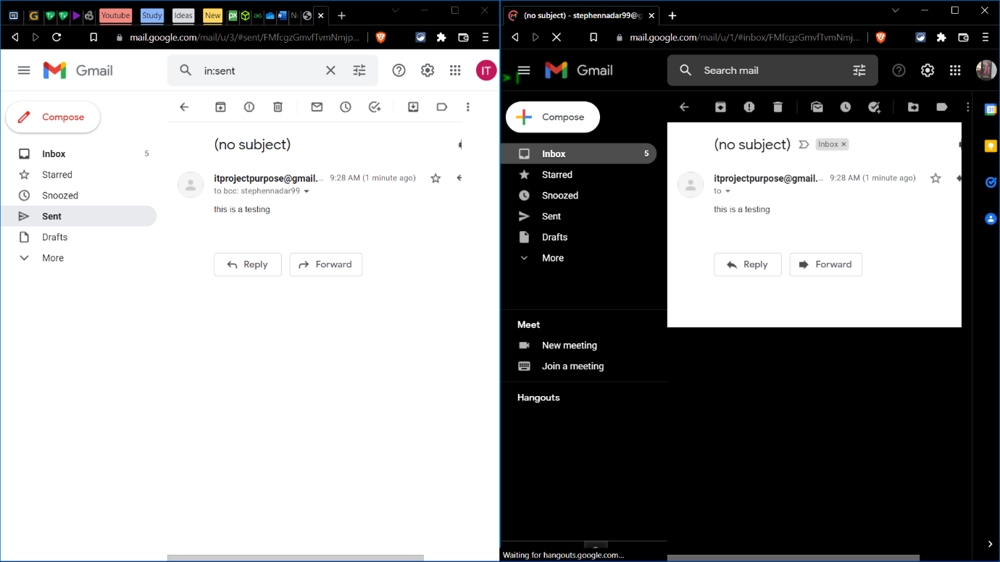 Youtube
Study
Ideas
New
mail.google.com/mail/u/3/#sent/FMfcgzGmvfTvmNmjp...
Gmail
in:sent
IT
Compose
(no subject)
Inbox 5
Starred
Snoozed
Sent
Drafts
More
itprojectpurpose@gmail.... 9:28 AM (1 minute ago)
to bcc: stephennadar99
this is a testing
Reply
Forward
(no subject) - stephennadar99@g
mail.google.com/mail/u/1/#inbox/FMfcgzGmvfTvmNmj...
Gmail
Search mail
Compose
(no subject) Inbox ×
Inbox 5
Starred
Snoozed
Sent
Drafts
More
itprojectpurpose@gmail.... 9:28 AM (1 minute ago)
to
this is a testing
Reply
Forward
Meet
New meeting
Join a meeting
Hangouts
31
Waiting for hangouts.google.com...